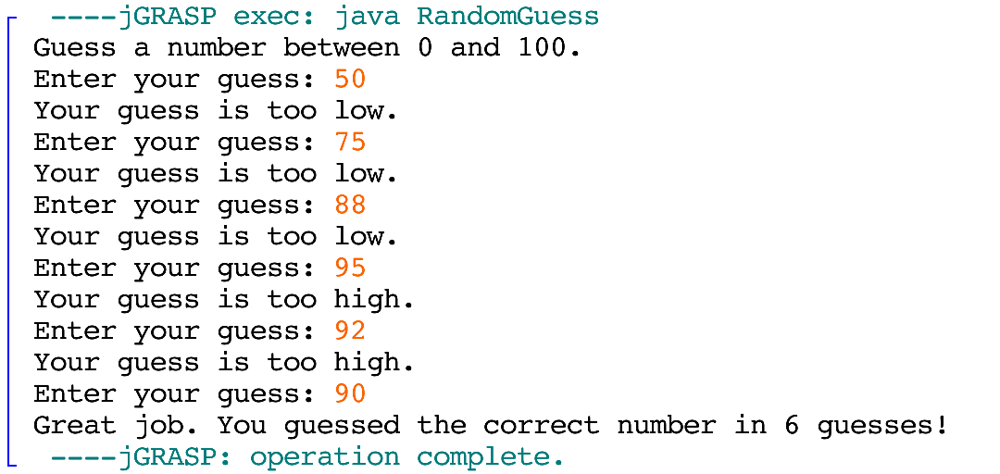 ----jGRASP exec: java RandomGuess
Guess a number between 0 and 100.
Enter your guess: 50
Your guess is too low.
Enter your guess: 75
Your guess is too low.
Enter your guess: 88
Your guess is too low.
Enter your guess: 95
Your guess is too high.
Enter your guess: 92
Your guess is too high.
Enter your guess: 90
Great job. You guessed the correct number in 6 guesses!
----jGRASP: operation complete.